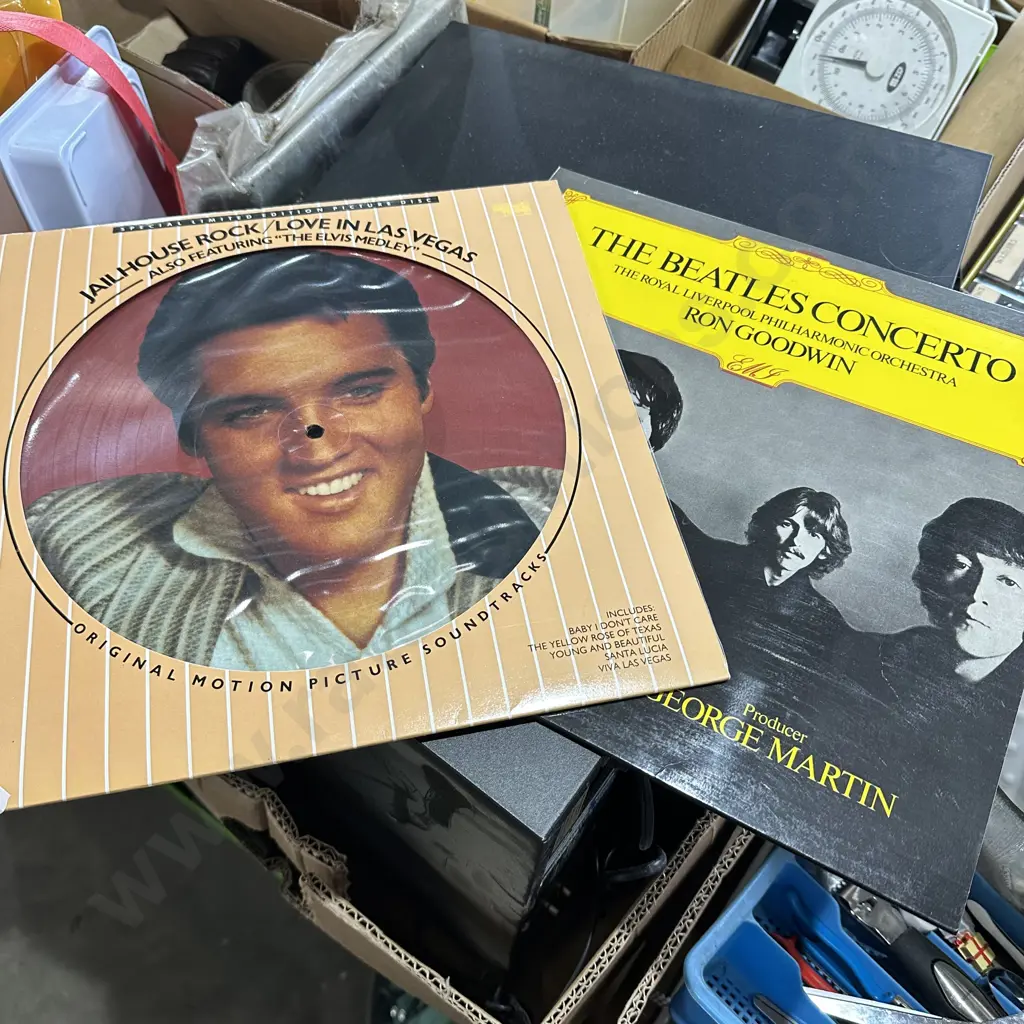 SPECIAL LIMITED EDITION PICTURE DISC
JAILHOUSE ROCK/LOVE IN LAS VEGAS
ALSO FEATURING "THE ELVIS MEDLEY"
ORIGINAL MOTION PICTURE SOUNDTRACKS
INCLUDES:
BABY I DON'T CARE
THE YELLOW ROSE OF TEXAS
YOUNG AND BEAUTIFUL
SANTA LUCIA
VIVA LAS VEGAS
THE BEATLES CONCERTO
THE ROYAL LIVERPOOL PHILHARMONIC ORCHESTRA
RON GOODWIN
EMI
Producer
GEORGE MARTIN